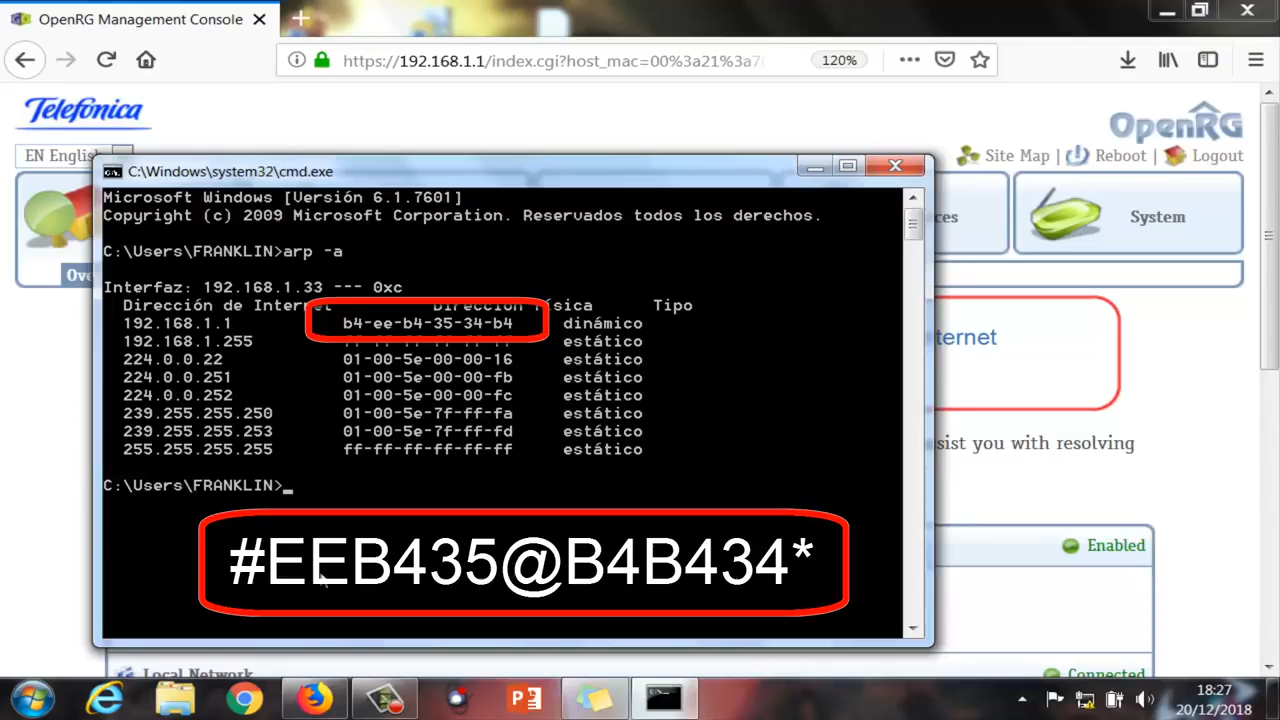 OpenRG Management Console
https://192.168.1.1/index.cgi?host_mac=00%3a21%3a7
120%
Telefónica
OpenRG
EN English
Site Map | Reboot | Logout
C:\Windows\system32\cmd.exe
System
Microsoft Windows [Versión 6.1.7601]
Copyright (c) 2009 Microsoft Corporation. Reservados todos los derechos.
C:\Users\FRANKLIN>arp -a
Interfaz: 192.168.1.33 --- 0xc
Dirección de Internet Dirección física Tipo
192.168.1.1 b4-ee-b4-35-34-b4 dinámico
192.168.1.255 estático
224.0.0.22 01-00-5e-00-00-16 estático
224.0.0.251 01-00-5e-00-00-fb estático
224.0.0.252 01-00-5e-00-00-fc estático
239.255.255.250 01-00-5e-7f-ff-fa estático
239.255.255.253 01-00-5e-7f-ff-fd estático
255.255.255.255 ff-ff-ff-ff-ff-ff estático
ternet
sist you with resolving
C:\Users\FRANKLIN>_
#EEB435@B4B434*
Enabled
Local Network Connected
18:27
20/12/2018